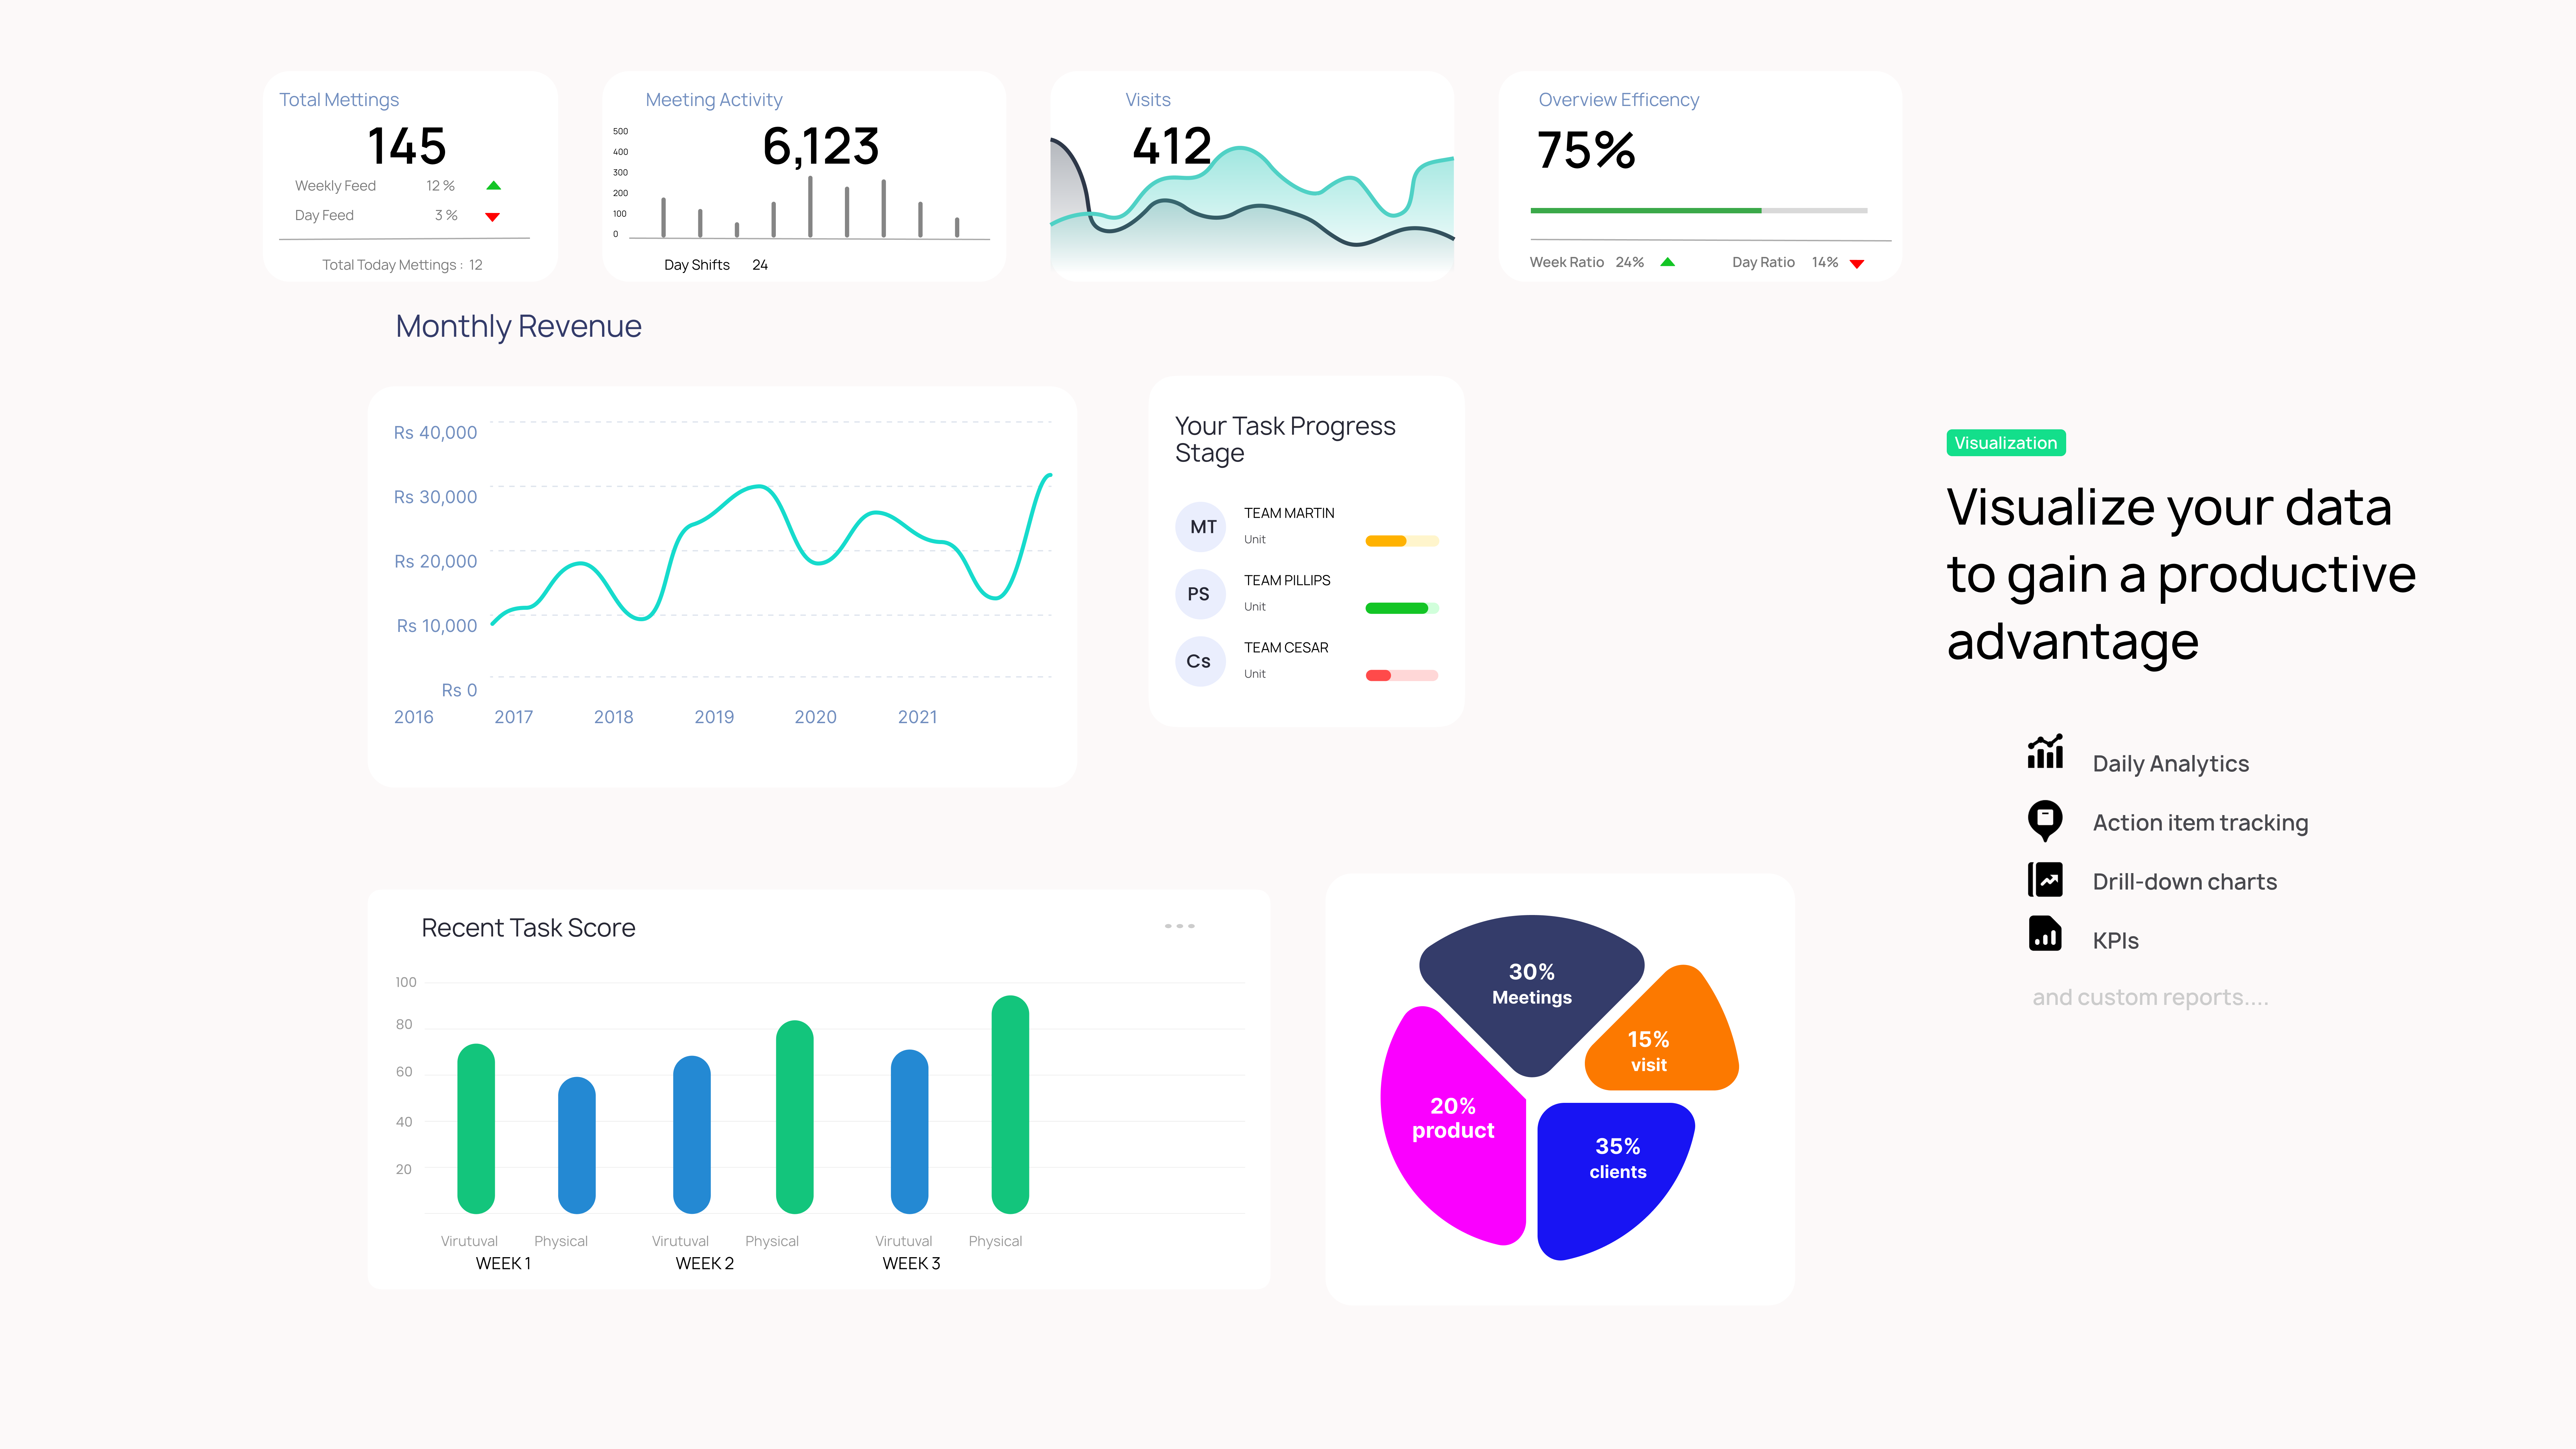 Total Mettings
145
Weekly Feed 12 %
Day Feed 3 %
Total Today Mettings : 12
Meeting Activity
6,123
500
400
300
200
100
0
Day Shifts 24
Visits
412
Overview Efficency
75%
Week Ratio 24% Day Ratio 14%
Monthly Revenue
Rs 40,000
Rs 30,000
Rs 20,000
Rs 10,000
Rs 0
2016 2017 2018 2019 2020 2021
Your Task Progress
Stage
MT TEAM MARTIN
Unit
PS TEAM PILLIPS
Unit
Cs TEAM CESAR
Unit
Visualization
Visualize your data
to gain a productive
advantage
Daily Analytics
Action item tracking
Drill-down charts
KPIs
and custom reports....
Recent Task Score
100
80
60
40
20
Virutuval Physical Virutuval Physical Virutuval Physical
WEEK 1 WEEK 2 WEEK 3
30%
Meetings
15%
visit
20%
product
35%
clients